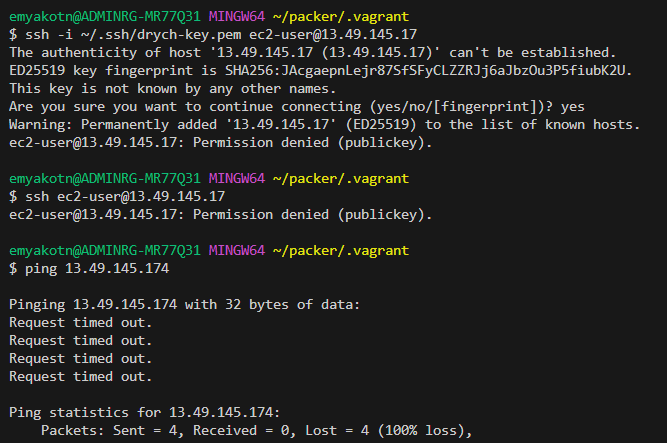 emyakotn@ADMINRG-MR77Q31 MINGW64 ~/packer/.vagrant
$ ssh -i ~/.ssh/drych-key.pem ec2-user@13.49.145.17
The authenticity of host '13.49.145.17 (13.49.145.17)' can't be established.
ED25519 key fingerprint is SHA256:JAcgaepnLejr87SfSFyCLZZRJj6aJbzOu3P5fiubK2U.
This key is not known by any other names.
Are you sure you want to continue connecting (yes/no/[fingerprint])? yes
Warning: Permanently added '13.49.145.17' (ED25519) to the list of known hosts.
ec2-user@13.49.145.17: Permission denied (publickey).
emyakotn@ADMINRG-MR77Q31 MINGW64 ~/packer/.vagrant
$ ssh ec2-user@13.49.145.17
ec2-user@13.49.145.17: Permission denied (publickey).
emyakotn@ADMINRG-MR77Q31 MINGW64 ~/packer/.vagrant
$ ping 13.49.145.174
Pinging 13.49.145.174 with 32 bytes of data:
Request timed out.
Request timed out.
Request timed out.
Request timed out.
Ping statistics for 13.49.145.174:
    Packets: Sent = 4, Received = 0, Lost = 4 (100% loss),